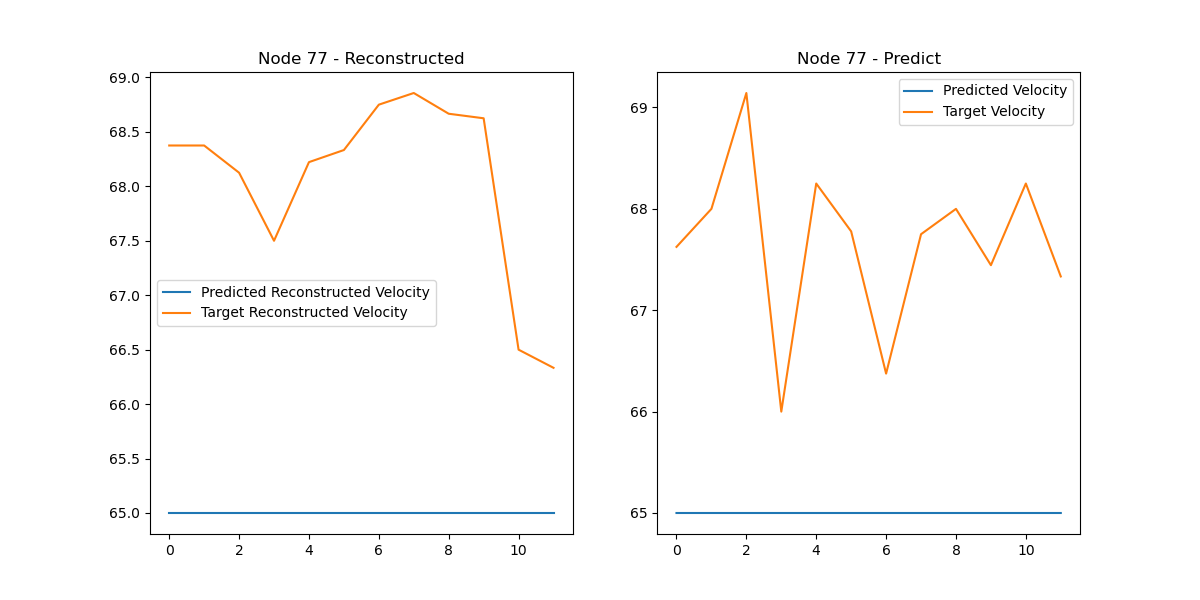 Node 77 - Reconstructed
69.0
68.5
68.0
67.5
67.0
66.5
66.0
65.5
65.0
0 2 4 6 8 10
Predicted Reconstructed Velocity
Target Reconstructed Velocity
Node 77 - Predict
69
68
67
66
65
0 2 4 6 8 10
Predicted Velocity
Target Velocity